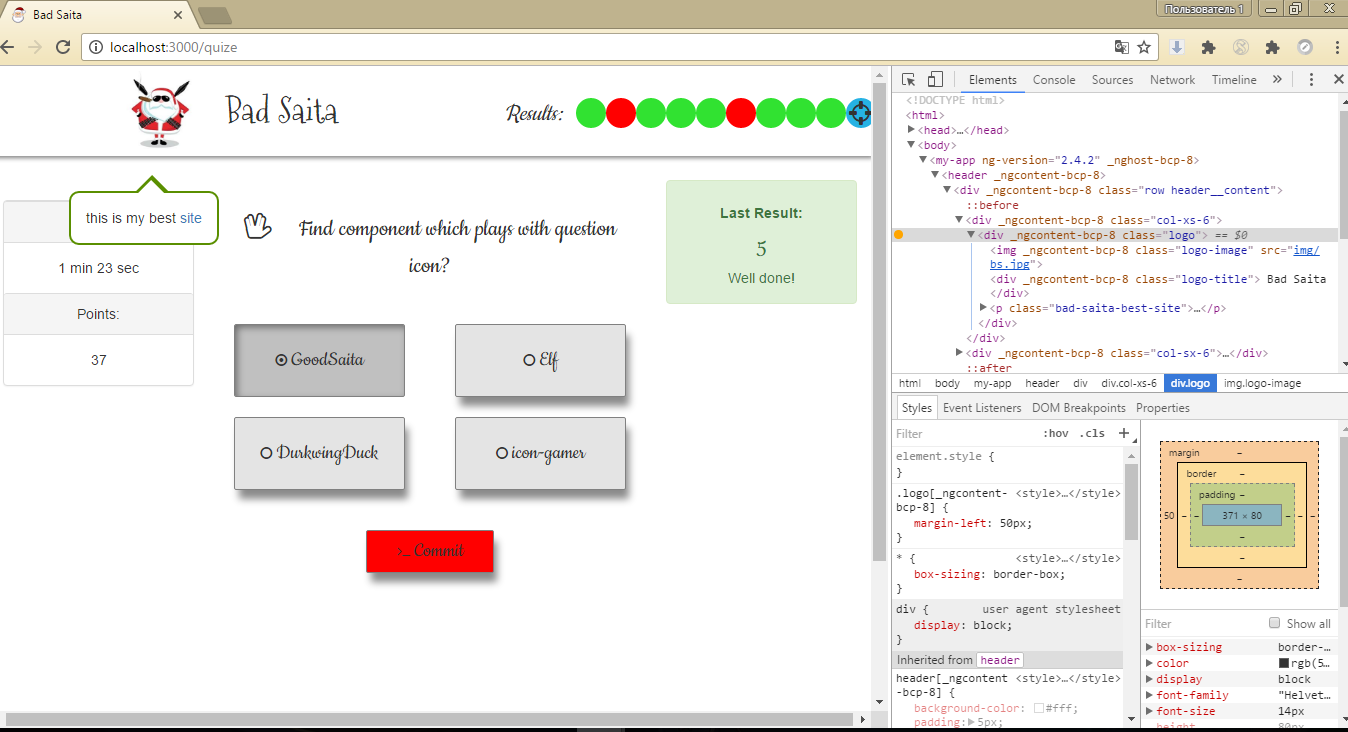 Bad Saita
Пользователь 1
localhost:3000/quize
Bad Saita
Results:
this is my best site
1 min 23 sec
Points:
37
Find component which plays with question
icon?
GoodSaita
Elf
DurkwingDuck
icon-gamer
>_ Commit
Last Result:
5
Well done!
Elements Console Sources Network Timeline »
<!DOCTYPE html>
<html>
<head>…</head>
<body>
<my-app ng-version="2.4.2" _nghost-bcp-8>
<header _ngcontent-bcp-8>
<div _ngcontent-bcp-8 class="row header__content">
::before
<div _ngcontent-bcp-8 class="col-xs-6">
<div _ngcontent-bcp-8 class="logo"> == $0
<img _ngcontent-bcp-8 class="logo-image" src="img/
bs.jpg">
<div _ngcontent-bcp-8 class="logo-title"> Bad Saita
</div>
<p class="bad-saita-best-site">…</p>
</div>
</div>
<div _ngcontent-bcp-8 class="col-sx-6">…</div>
::after
html body my-app header div div.col-xs-6 div.logo img.logo-image
Styles Event Listeners DOM Breakpoints Properties
Filter :hov .cls +
element.style {
}
.logo[_ngcontent- <style>…</style>
bcp-8] {
margin-left: 50px;
}
* { <style>…</style>
box-sizing: border-box;
}
div { user agent stylesheet
display: block;
}
Inherited from header
header[_ngcontent <style>…</style>
-bcp-8] {
background-color: #fff;
padding: 5px;
margin –
border –
padding –
50 – – 371 × 80 – – –
–
–
–
Filter Show all
box-sizing border-…
color rgb(5…
display block
font-family "Helvet…
font-size 14px
height 80px